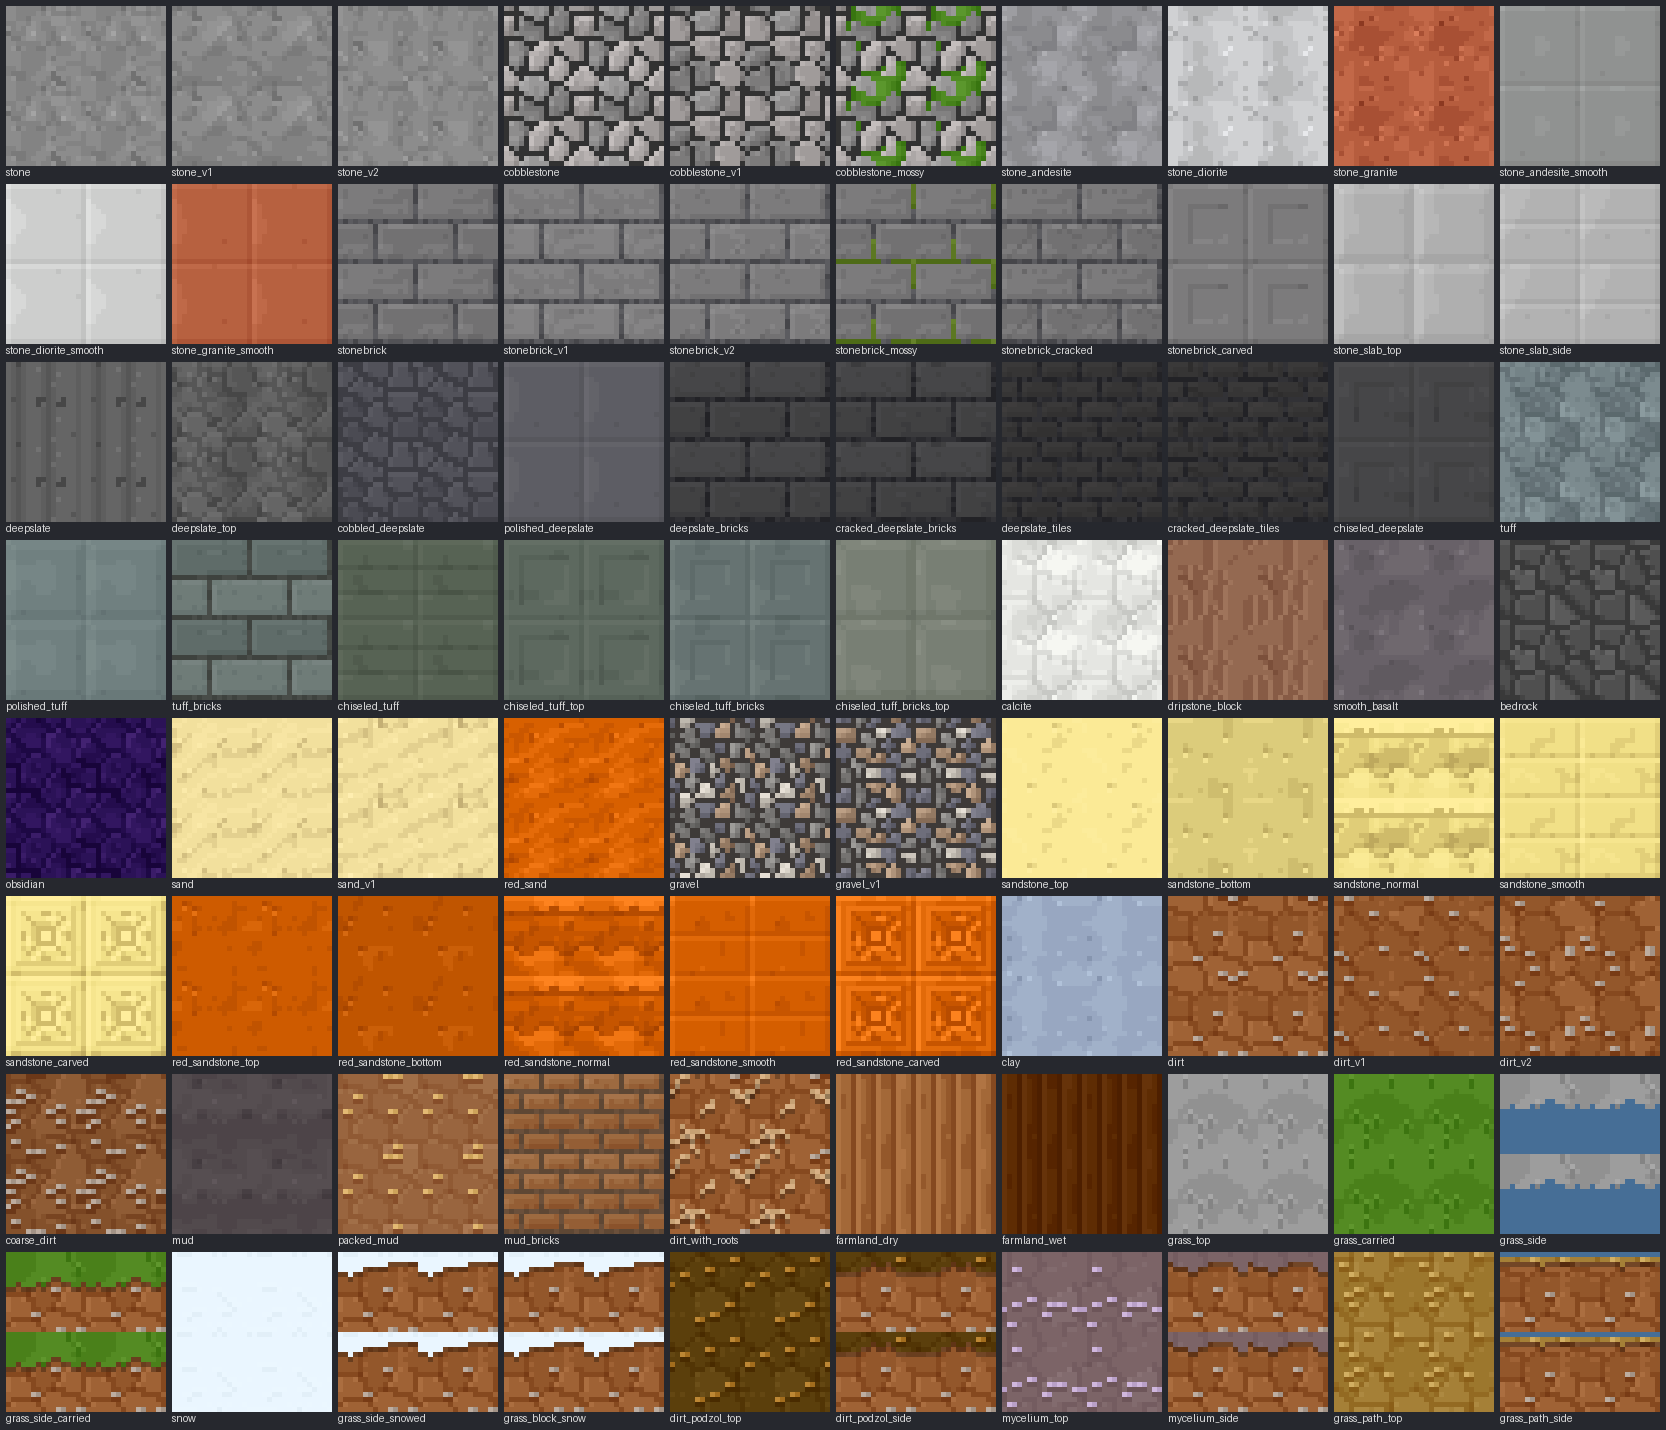 stone stone_v1 stone_v2 cobblestone cobblestone_v1 cobblestone_mossy stone_andesite stone_diorite stone_granite stone_andesite_smooth
stone_diorite_smooth stone_granite_smooth stonebrick stonebrick_v1 stonebrick_v2 stonebrick_mossy stonebrick_cracked stonebrick_carved stone_slab_top stone_slab_side
deepslate deepslate_top cobbled_deepslate polished_deepslate deepslate_bricks cracked_deepslate_bricks deepslate_tiles cracked_deepslate_tiles chiseled_deepslate tuff
polished_tuff tuff_bricks chiseled_tuff chiseled_tuff_top chiseled_tuff_bricks chiseled_tuff_bricks_top calcite dripstone_block smooth_basalt bedrock
obsidian sand sand_v1 red_sand gravel gravel_v1 sandstone_top sandstone_bottom sandstone_normal sandstone_smooth
sandstone_carved red_sandstone_top red_sandstone_bottom red_sandstone_normal red_sandstone_smooth red_sandstone_carved clay dirt dirt_v1 dirt_v2
coarse_dirt mud packed_mud mud_bricks dirt_with_roots farmland_dry farmland_wet grass_top grass_carried grass_side
grass_side_carried snow grass_side_snowed grass_block_snow dirt_podzol_top dirt_podzol_side mycelium_top mycelium_side grass_path_top grass_path_side